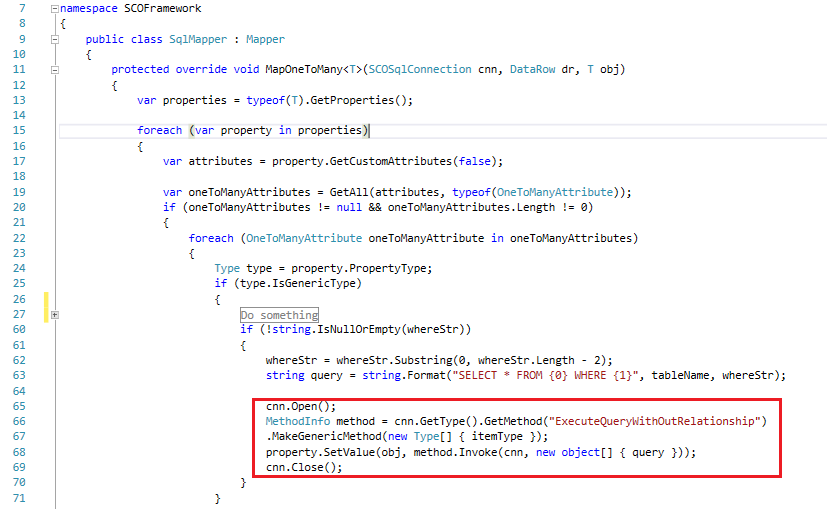 7 namespace SCOFramework
8 {
9 public class SqlMapper : Mapper
10 {
11 protected override void MapOneToMany<T>(SCOSqlConnection cnn, DataRow dr, T obj)
12 {
13 var properties = typeof(T).GetProperties();
14
15 foreach (var property in properties)
16 {
17 var attributes = property.GetCustomAttributes(false);
18
19 var oneToManyAttributes = GetAll(attributes, typeof(OneToManyAttribute));
20 if (oneToManyAttributes != null && oneToManyAttributes.Length != 0)
21 {
22 foreach (OneToManyAttribute oneToManyAttribute in oneToManyAttributes)
23 {
24 Type type = property.PropertyType;
25 if (type.IsGenericType)
26 {
27 Do something
60 if (!string.IsNullOrEmpty(whereStr))
61 {
62 whereStr = whereStr.Substring(0, whereStr.Length - 2);
63 string query = string.Format("SELECT * FROM {0} WHERE {1}", tableName, whereStr);
64
65 cnn.Open();
66 MethodInfo method = cnn.GetType().GetMethod("ExecuteQueryWithOutRelationship")
67 .MakeGenericMethod(new Type[] { itemType });
68 property.SetValue(obj, method.Invoke(cnn, new object[] { query }));
69 cnn.Close();
70 }
71 }